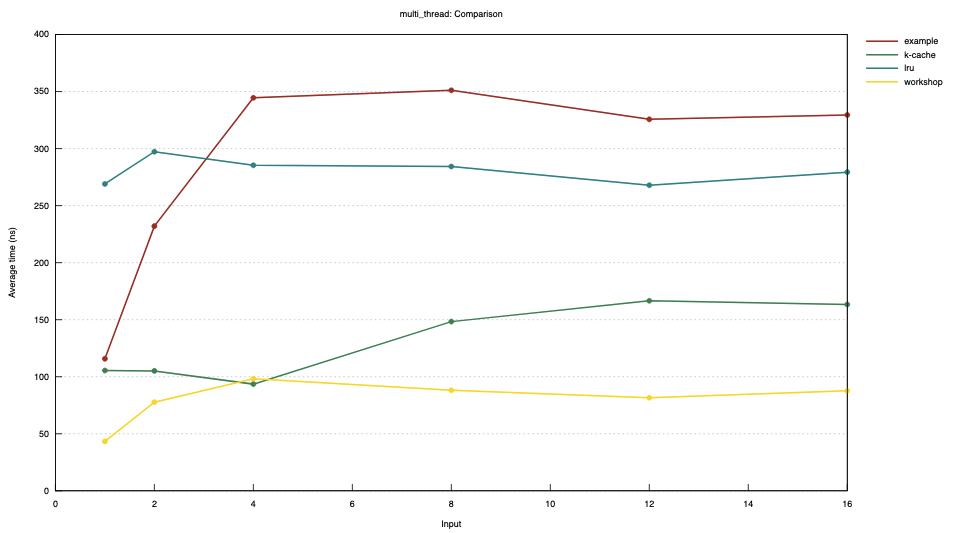 multi_thread: Comparison
400
350
300
250
200
150
100
50
0
Average time (ns)
0 2 4 6 8 10 12 14 16
Input
example
k-cache
lru
workshop